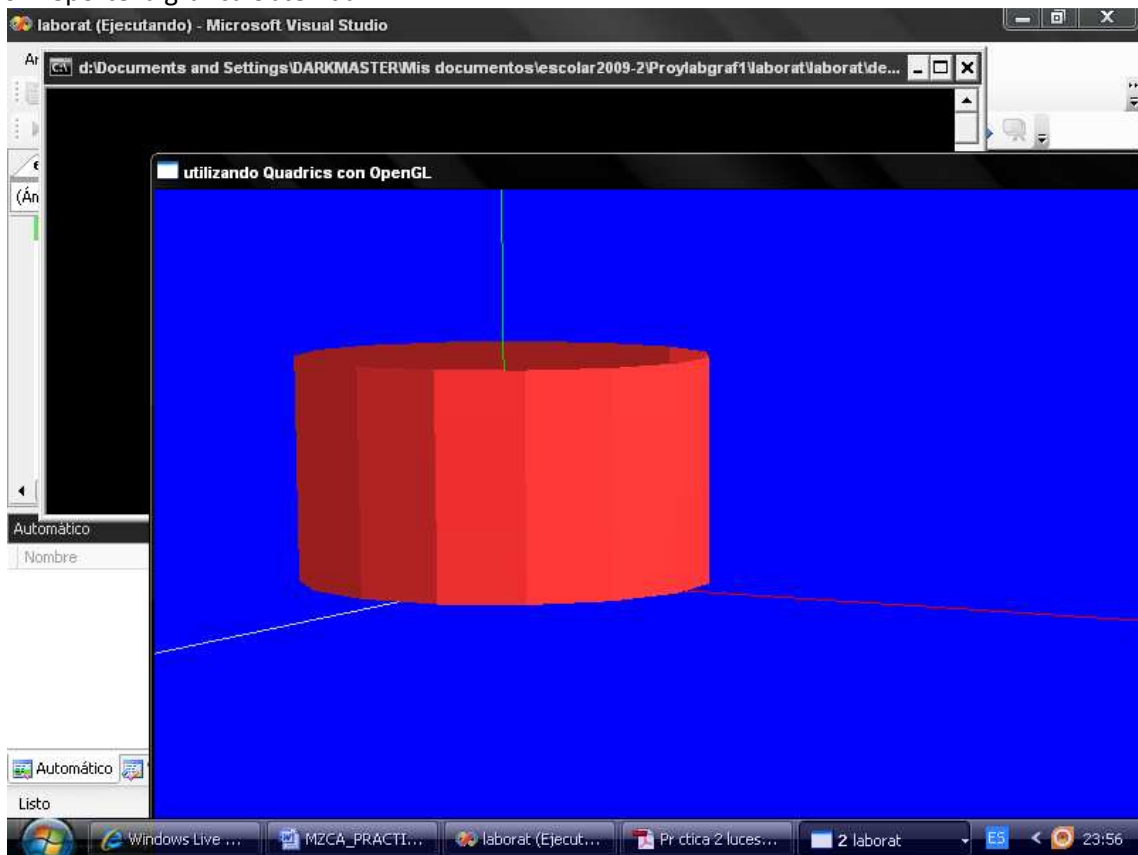 laborat (Ejecutando) - Microsoft Visual Studio
d:\Documents and Settings\DARKMASTER\Mis documentos\escolar2009-2\Proylabgraf1\laborat\laborat\de...
utilizando Quadrics con OpenGL
(Án
Automático
Nombre
Automático
Listo
Windows Live ...
MZCA_PRACTI...
laborat (Ejecut...
Pr ctica 2 luces...
2 laborat
ES
23:56